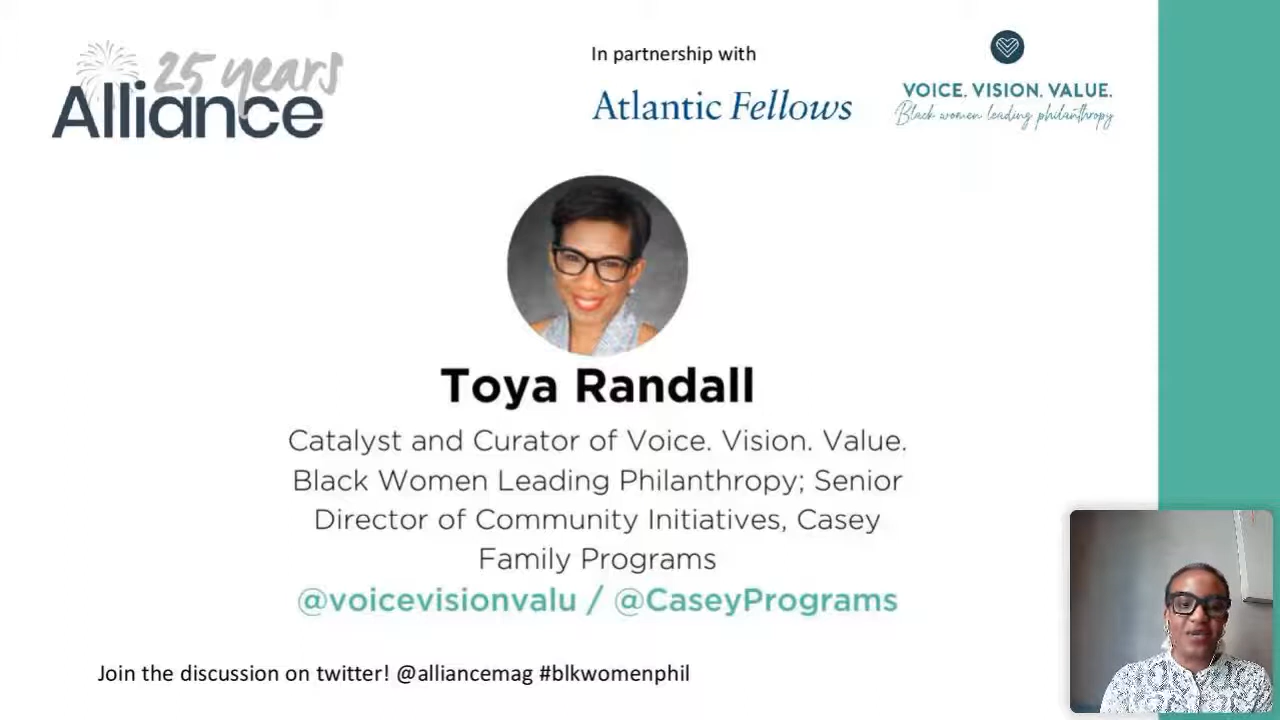 25 years
Alliance
In partnership with
Atlantic Fellows
VOICE. VISION. VALUE.
Black women leading philanthropy
Toya Randall
Catalyst and Curator of Voice. Vision. Value.
Black Women Leading Philanthropy; Senior
Director of Community Initiatives, Casey
Family Programs
@voicevisionvalu / @CaseyPrograms
Join the discussion on twitter! @alliancemag #blkwomenphil